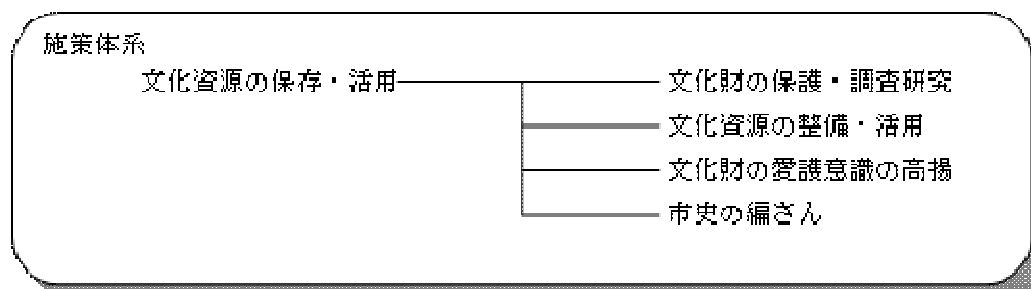 施策体系
文化資源の保存・活用 文化財の保護・調査研究
文化資源の整備・活用
文化財の愛護意識の高揚
市史の編さん